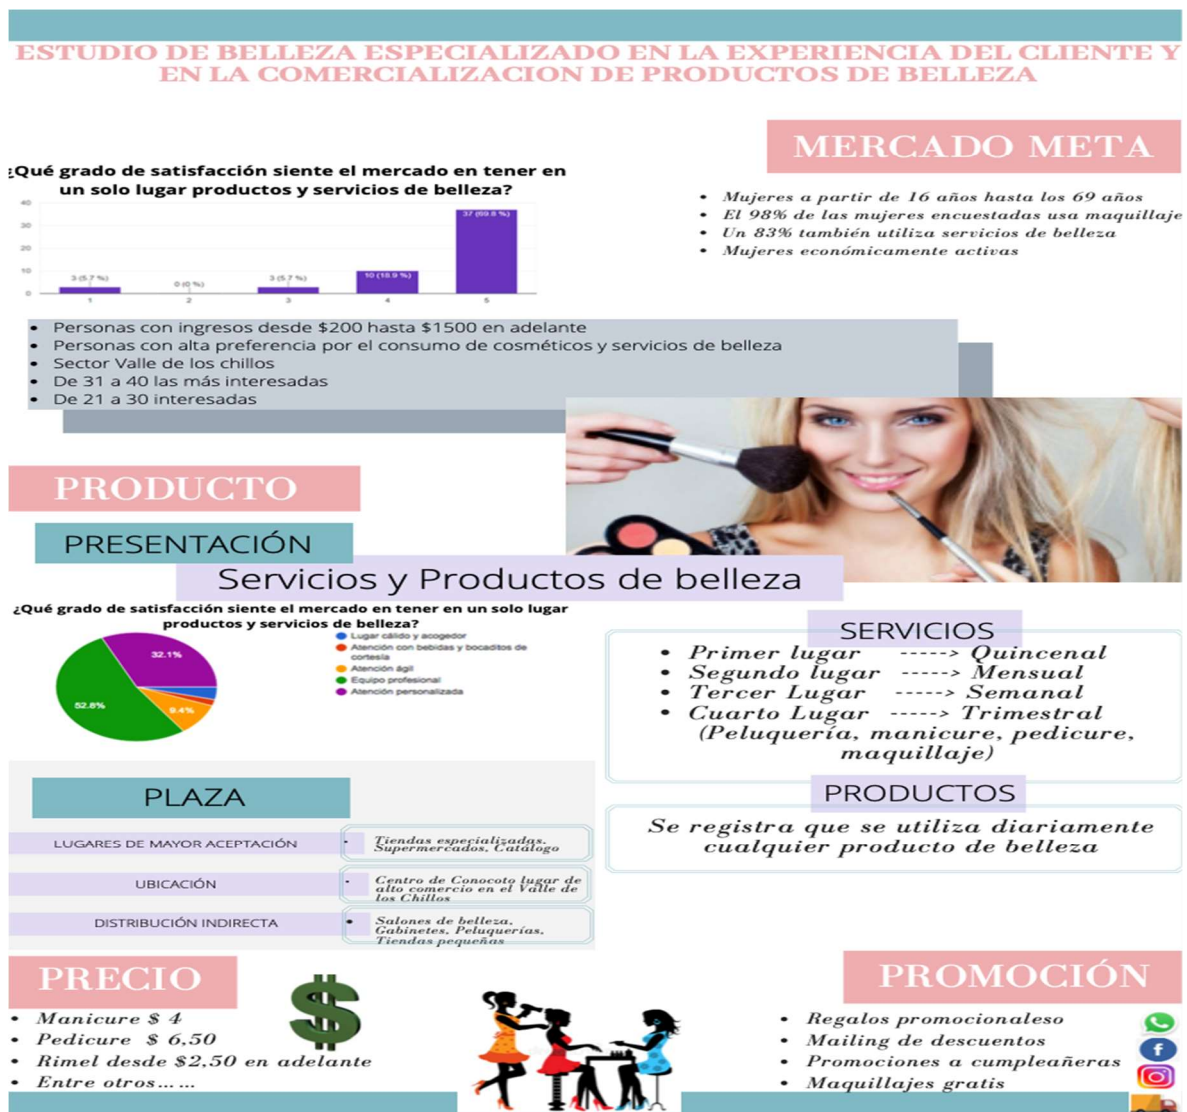 ESTUDIO DE BELLEZA ESPECIALIZADO EN LA EXPERIENCIA DEL CLIENTE Y
EN LA COMERCIALIZACION DE PRODUCTOS DE BELLEZA
MERCADO META
Mujeres a partir de 16 años hasta los 69 años
El 98% de las mujeres encuestadas usa maquillaje
Un 83% también utiliza servicios de belleza
Mujeres económicamente activas
¿Qué grado de satisfacción siente el mercado en tener en
un solo lugar productos y servicios de belleza?
40
30
20
10
0
3 (5.7 %)
0 (0 %)
3 (5.7 %)
10 (18.9 %)
37 (69.8 %)
1
2
3
4
5
Personas con ingresos desde $200 hasta $1500 en adelante
Personas con alta preferencia por el consumo de cosméticos y servicios de belleza
Sector Valle de los chillos
De 31 a 40 las más interesadas
De 21 a 30 interesadas
PRODUCTO
PRESENTACIÓN
Servicios y Productos de belleza
¿Qué grado de satisfacción siente el mercado en tener en un solo lugar
productos y servicios de belleza?
32.1%
52.8%
9.4%
Lugar cálido y acogedor
Atención con bebidas y bocaditos de
cortesía
Atención ágil
Equipo profesional
Atención personalizada
SERVICIOS
Primer lugar -----> Quincenal
Segundo lugar -----> Mensual
Tercer Lugar -----> Semanal
Cuarto Lugar -----> Trimestral
(Peluquería, manicure, pedicure,
maquillaje)
PRODUCTOS
Se registra que se utiliza diariamente
cualquier producto de belleza
PLAZA
LUGARES DE MAYOR ACEPTACIÓN
Tiendas especializadas.
Supermercados, Catálogo
UBICACIÓN
Centro de Conocoto lugar de
alto comercio en el Valle de
los Chillos
DISTRIBUCIÓN INDIRECTA
Salones de belleza,
Gabinetes, Peluquerías,
Tiendas pequeñas
PRECIO
Manicure $ 4
Pedicure $ 6,50
Rimel desde $2,50 en adelante
Entre otros... ...
PROMOCIÓN
Regalos promocionaleso
Mailing de descuentos
Promociones a cumpleañeras
Maquillajes gratis